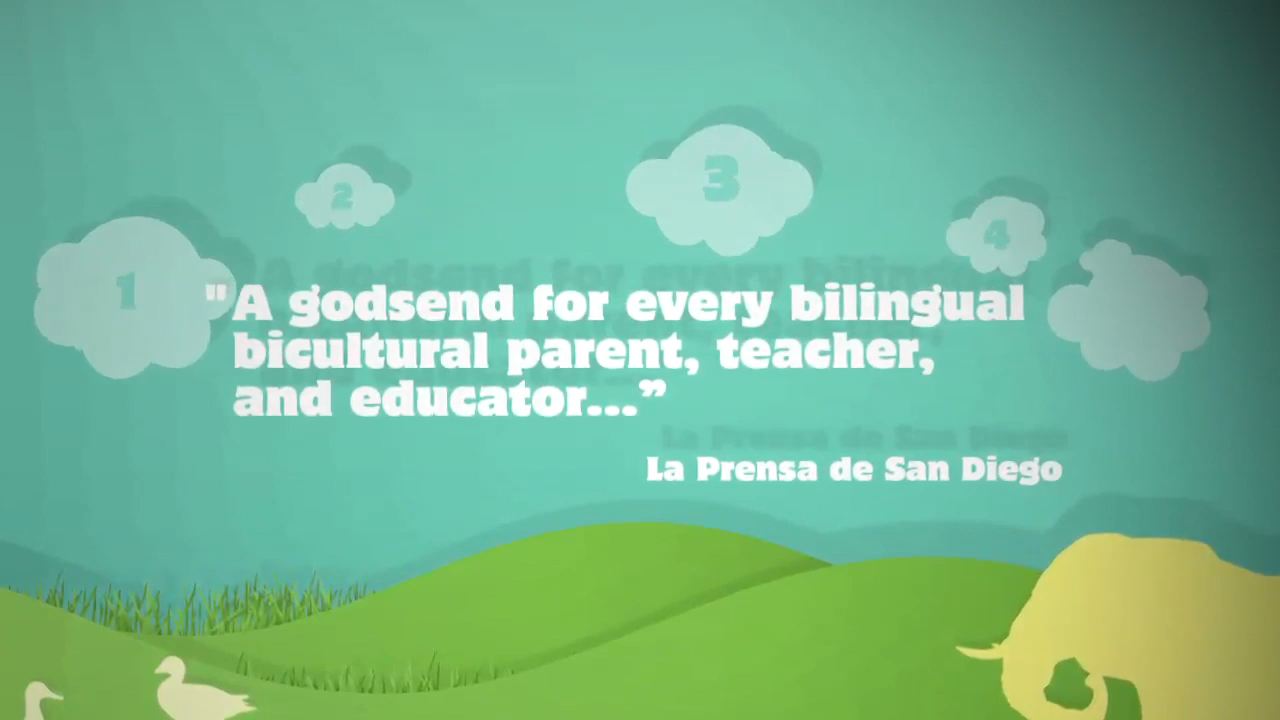 2
3
4
1
"A godsend for every bilingual
bicultural parent, teacher,
and educator...”
La Prensa de San Diego